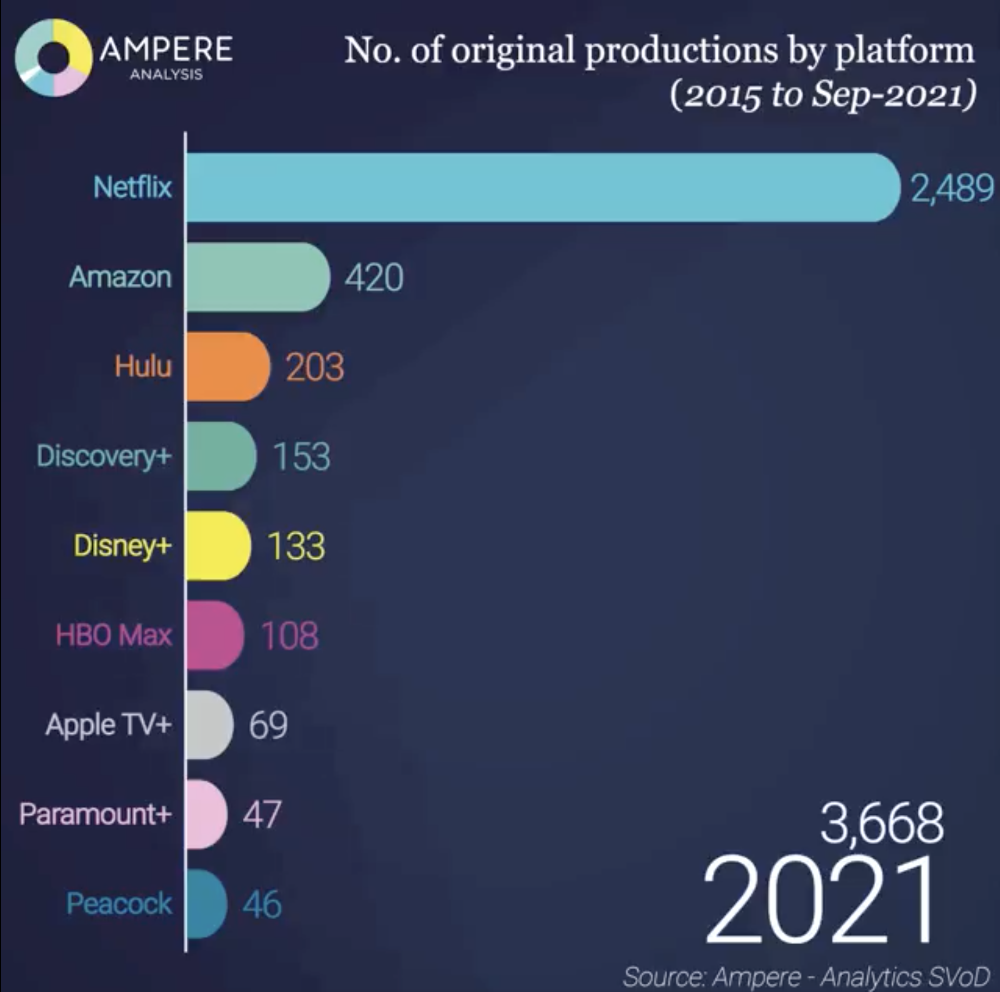 AMPERE
ANALYSIS
No. of original productions by platform
(2015 to Sep-2021)
Netflix 2,489
Amazon 420
Hulu 203
Discovery+ 153
Disney+ 133
HBO Max 108
Apple TV+ 69
Paramount+ 47
Peacock 46
3,668
2021
Source: Ampere - Analytics SVoD